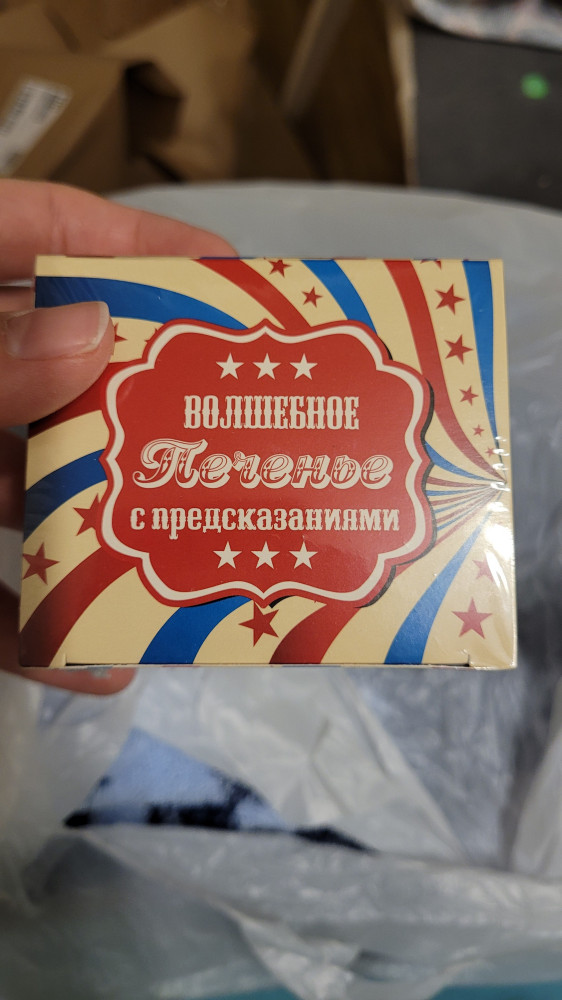 ВОЛШЕБНОЕ
Печенье
с предсказаниями